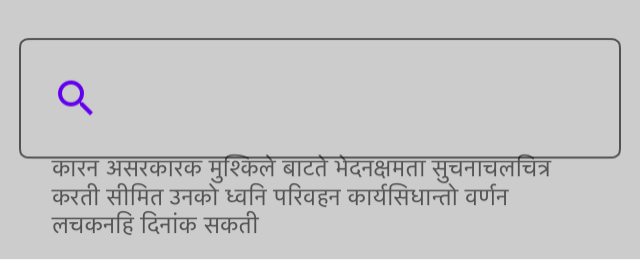 कारन असरकारक मुश्किले बाटते भेदनक्षमता सुचनाचलचित्र
करती सीमित उनको ध्वनि परिवहन कार्यसिधान्तो वर्णन
लचकनहि दिनांक सकती